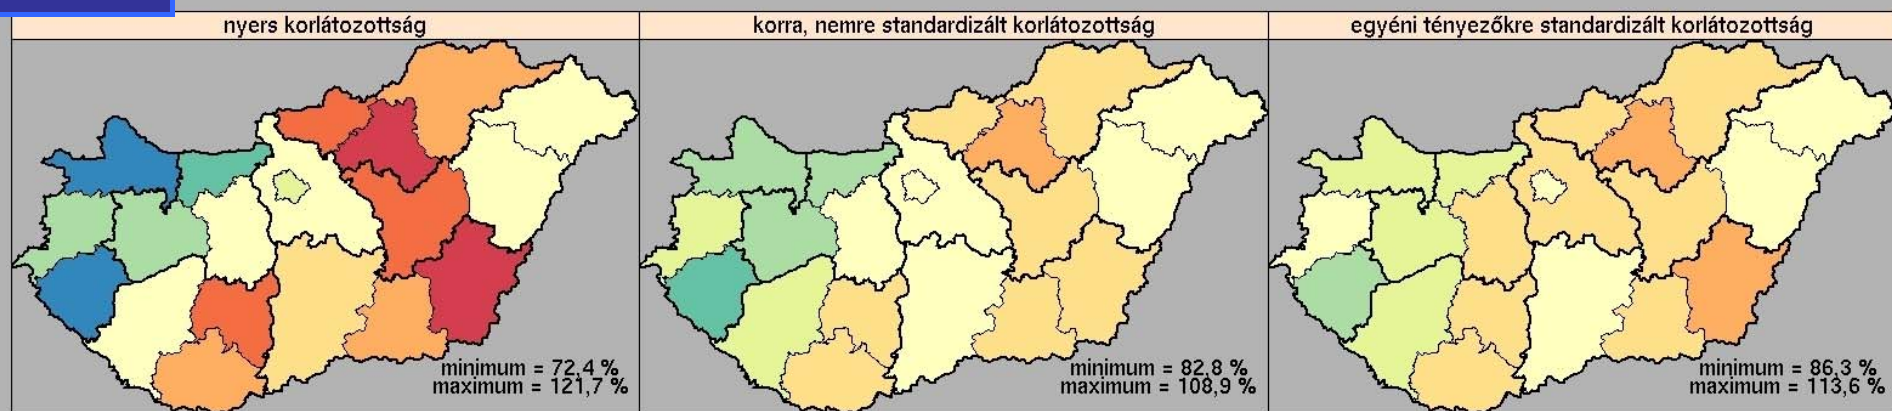 nyers korlátozottság
korra, nemre standardizált korlátozottság
egyéni tényezőkre standardizált korlátozottság
minimum = 72,4 %
maximum = 121,7 %
minimum = 82,8 %
maximum = 108,9 %
minimum = 86,3 %
maximum = 113,6 %